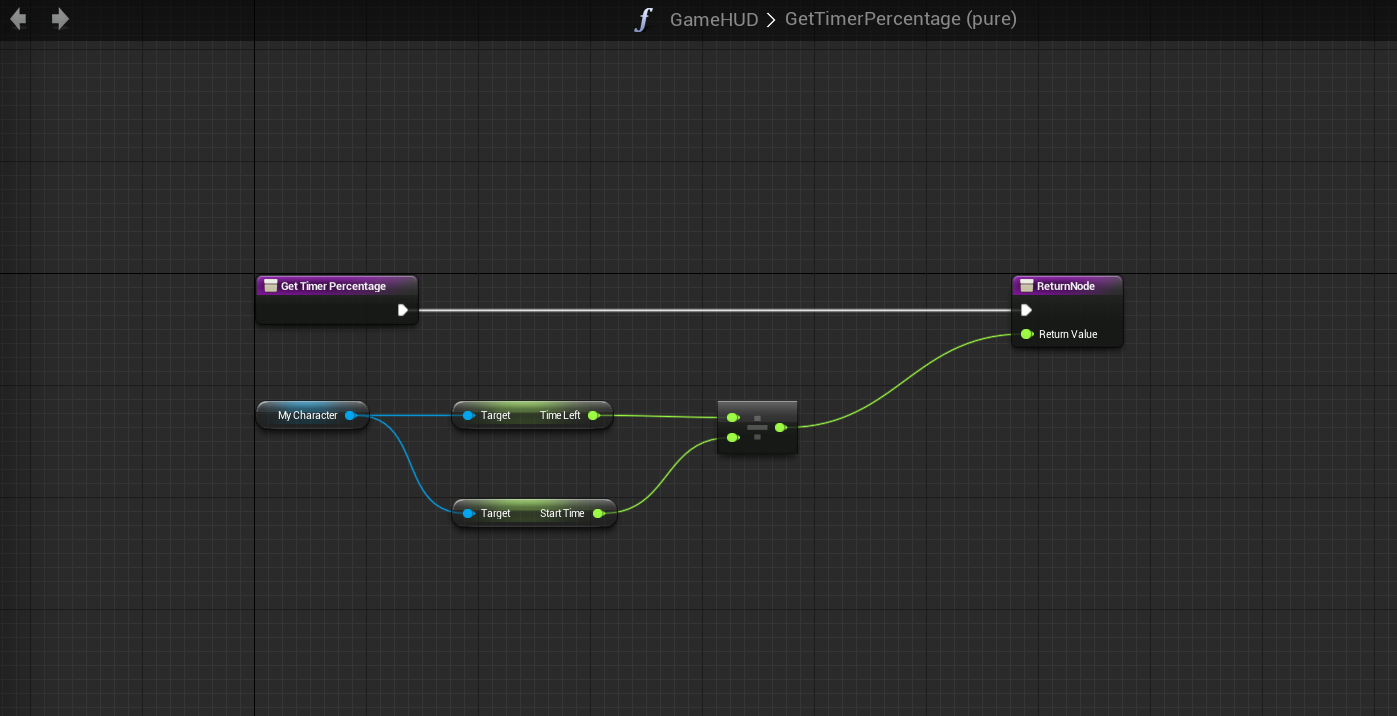 GameHUD > GetTimerPercentage (pure)
Get Timer Percentage
ReturnNode
Return Value
My Character
Target Time Left
÷
Target Start Time